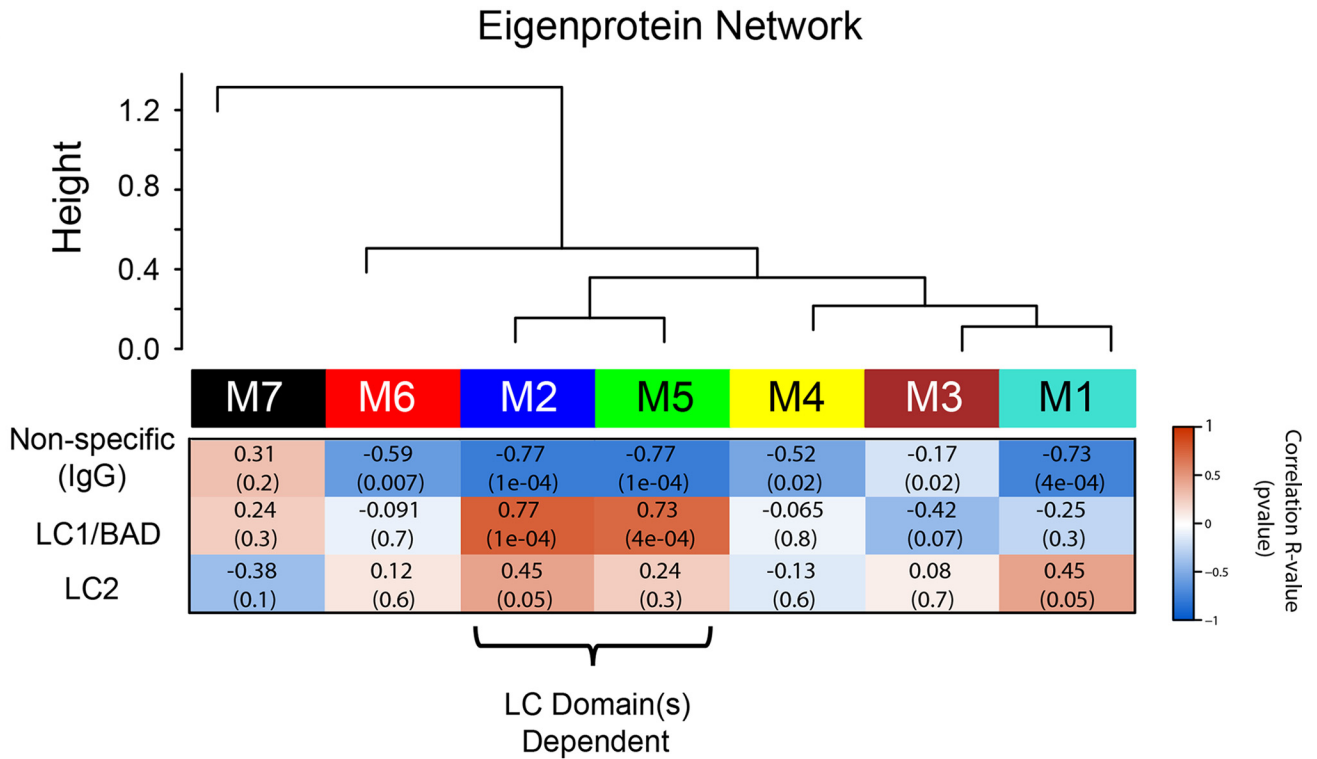 Eigenprotein Network
Height
1.2
0.8
0.4
0.0
M7 M6 M2 M5 M4 M3 M1
Non-specific
(IgG)
0.31 -0.59 -0.77 -0.77 -0.52 -0.17 -0.73
(0.2) (0.007) (1e-04) (1e-04) (0.02) (0.02) (4e-04)
LC1/BAD
0.24 -0.091 0.77 0.73 -0.065 -0.42 -0.25
(0.3) (0.7) (1e-04) (4e-04) (0.8) (0.07) (0.3)
LC2
-0.38 0.12 0.45 0.24 -0.13 0.08 0.45
(0.1) (0.6) (0.05) (0.3) (0.6) (0.7) (0.05)
LC Domain(s)
Dependent
1
0.5
0
-0.5
-1
Correlation R-value
(pvalue)